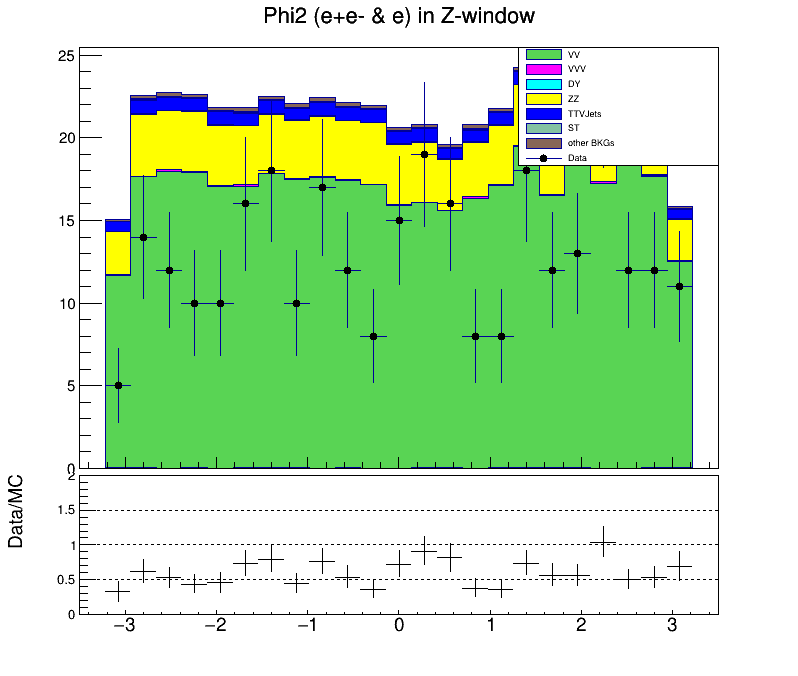 Phi2 (e+e- & e) in Z-window
25
20
15
10
5
0
VV
VVV
DY
ZZ
TTVJets
ST
other BKGs
Data
Data/MC
2
1.5
1
0.5
0
−3
−2
−1
0
1
2
3